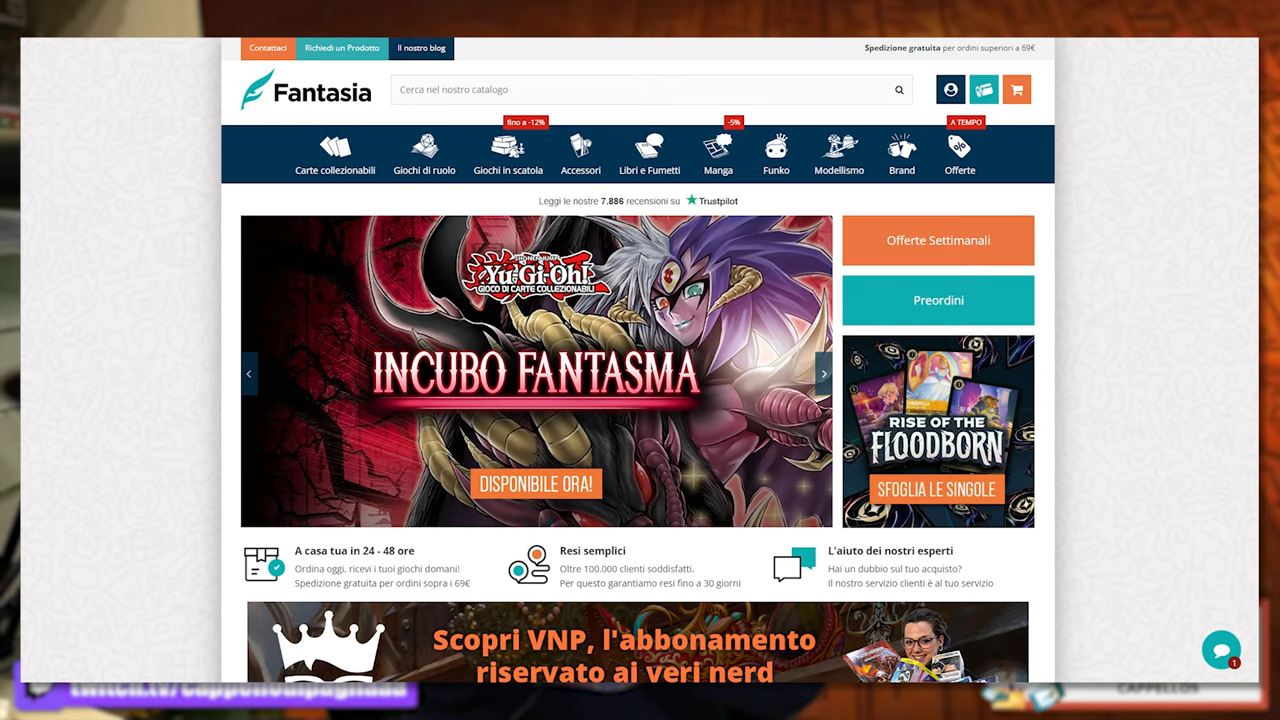 Contattaci
Richiedi un Prodotto
Il nostro blog
Spedizione gratuita per ordini superiori a 69€
Fantasia
Cerca nel nostro catalogo
fino a -12%
-5%
A TEMPO
Carte collezionabili
Giochi di ruolo
Giochi in scatola
Accessori
Libri e Fumetti
Manga
Funko
Modellismo
Brand
Offerte
Leggi le nostre 7.886 recensioni su Trustpilot
SHONEN JUMP
Yu-Gi-Oh!
GIOCO DI CARTE COLLEZIONABILI
INCUBO FANTASMA
DISPONIBILE ORA!
Offerte Settimanali
Preordini
RISE OF THE
FLOODBORN
SFOGLIA LE SINGOLE
A casa tua in 24 - 48 ore
Ordina oggi, ricevi i tuoi giochi domani!
Spedizione gratuita per ordini sopra i 69€
Resi semplici
Oltre 100.000 clienti soddisfatti.
Per questo garantiamo resi fino a 30 giorni
L'aiuto dei nostri esperti
Hai un dubbio sul tuo acquisto?
Il nostro servizio clienti è al tuo servizio
Scopri VNP, l'abbonamento
riservato ai veri nerd
1
CAPPELLOS